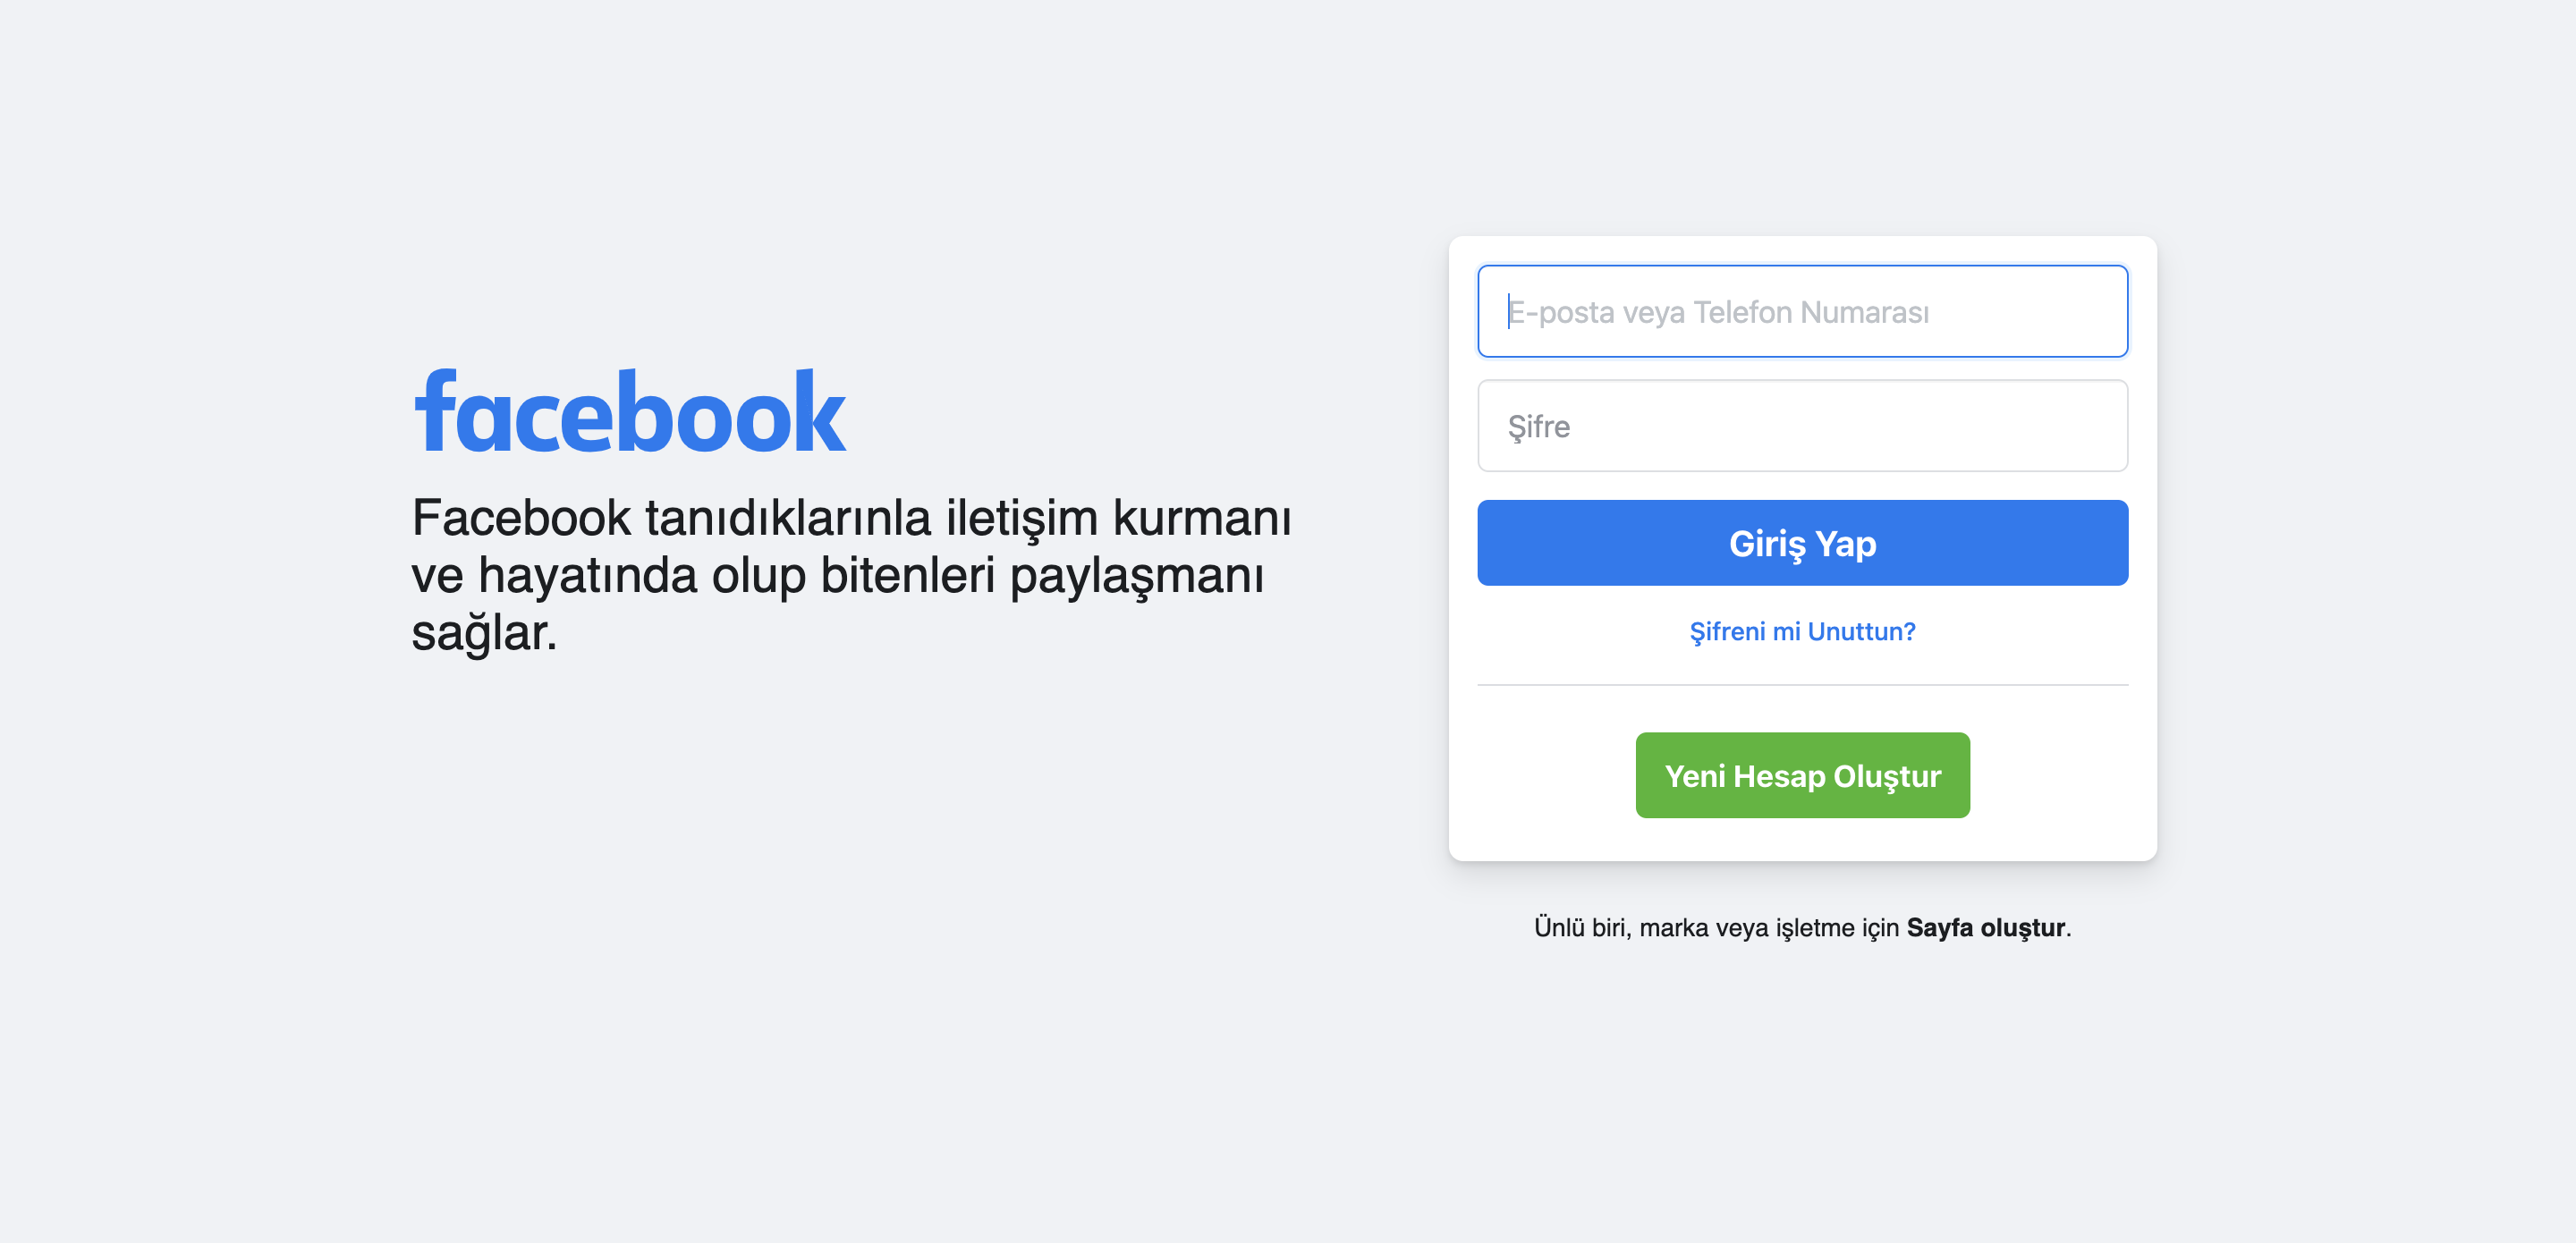 facebook
Facebook tanıdıklarınla iletişim kurmanı
ve hayatında olup bitenleri paylaşmanı
sağlar.
E-posta veya Telefon Numarası
Şifre
Giriş Yap
Şifreni mi Unuttun?
Yeni Hesap Oluştur
Ünlü biri, marka veya işletme için Sayfa oluştur.